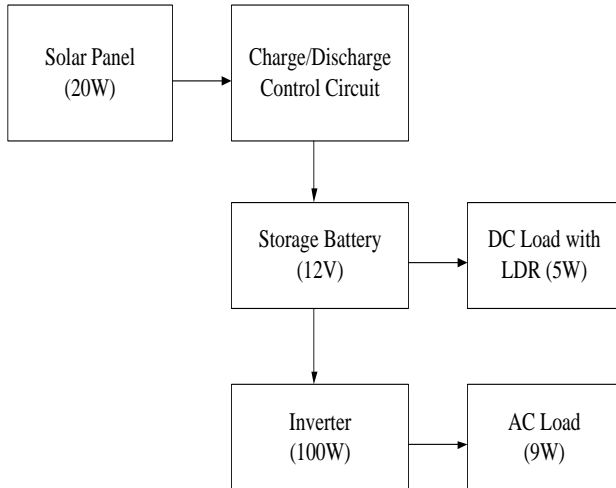 Solar Panel
(20W)
Charge/Discharge
Control Circuit
Storage Battery
(12V)
DC Load with
LDR (5W)
Inverter
(100W)
AC Load
(9W)